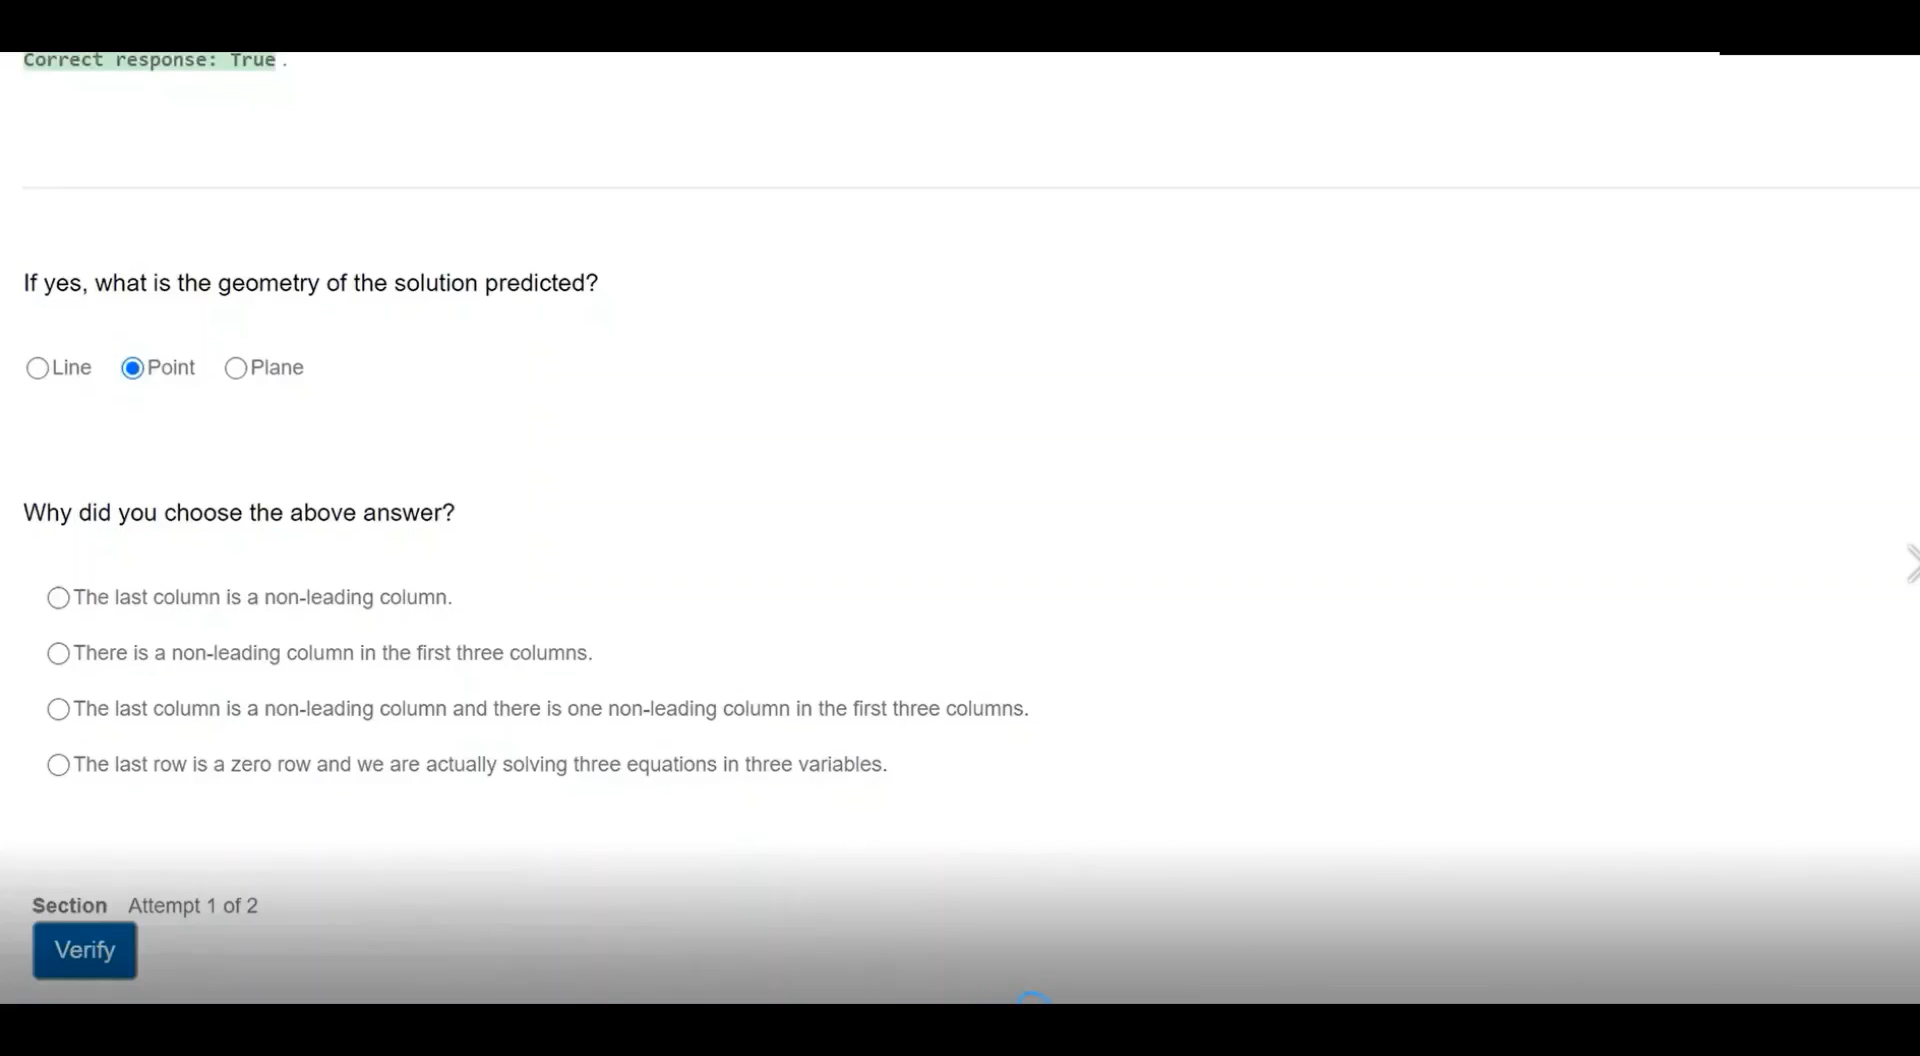 Correct response: True .
If yes, what is the geometry of the solution predicted?
Line Point Plane
Why did you choose the above answer?
The last column is a non-leading column.
There is a non-leading column in the first three columns.
The last column is a non-leading column and there is one non-leading column in the first three columns.
The last row is a zero row and we are actually solving three equations in three variables.
Section Attempt 1 of 2
Verify